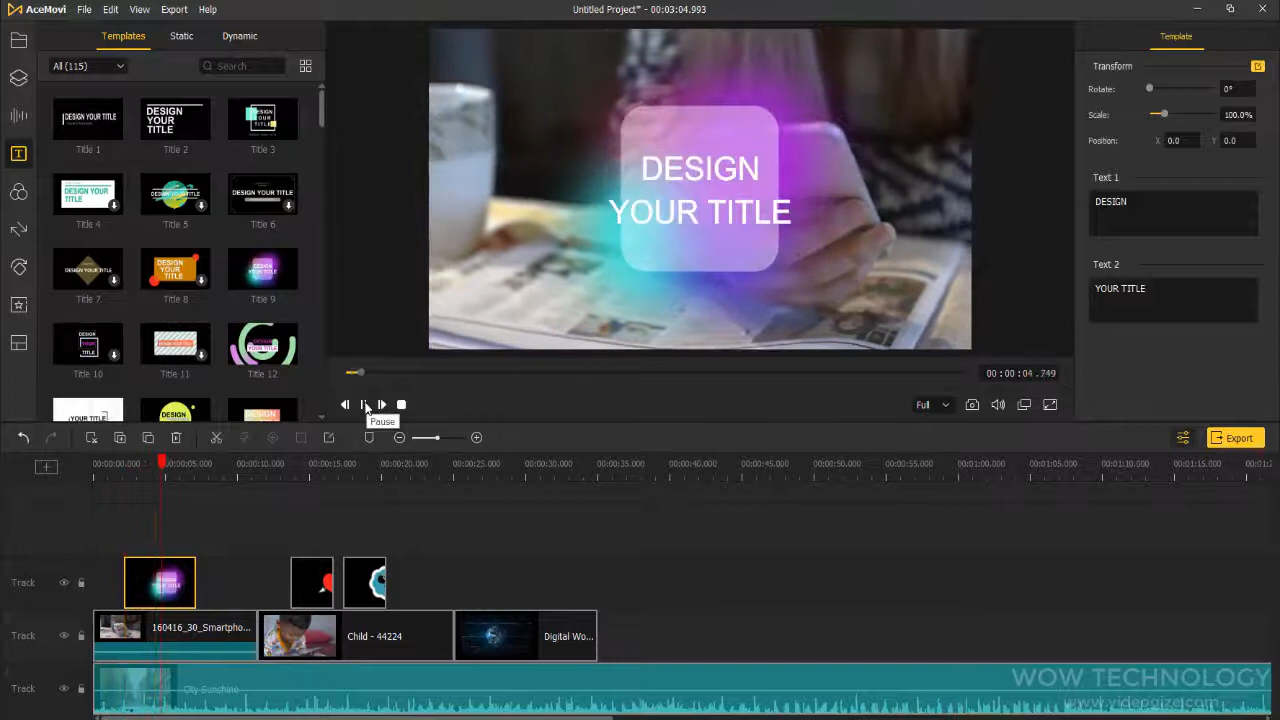 AceMovi File Edit View Export Help Untitled Project* - 00:03:04.993
Templates Static Dynamic
All (115) Search
DESIGN YOUR TITLE
DESIGN
YOUR
TITLE
DESIGN
YOUR
TITLE
Title 1 Title 2 Title 3
DESIGN YOUR
TITLE
DESIGN YOUR TITLE
DESIGN YOUR TITLE
Title 4 Title 5 Title 6
DESIGN YOUR TITLE
DESIGN
YOUR
TITLE
DESIGN
YOUR TITLE
Title 7 Title 8 Title 9
DESIGN
YOUR
TITLE
Title 10 Title 11 Title 12
YOUR TITLE
DESIGN
YOUR TITLE
Template
Transform
Rotate: 0°
Scale: 100.0%
Position: X 0.0 Y 0.0
Text 1
DESIGN
Text 2
YOUR TITLE
00:00:04.749
Full
Pause
Export
00:00:00.000 00:00:05.000 00:00:10.000 00:00:15.000 00:00:20.000 00:00:25.000 00:00:30.000 00:00:35.000 00:00:40.000 00:00:45.000 00:00:50.000 00:00:55.000 00:01:00.000 00:01:05.000 00:01:10.000 00:01:15.000 00:01:2
Track
Track 160416_30_Smartpho... Child - 44224 Digital Wo...
Track City Sunshine
WOW TECHNOLOGY
www.videogize.com